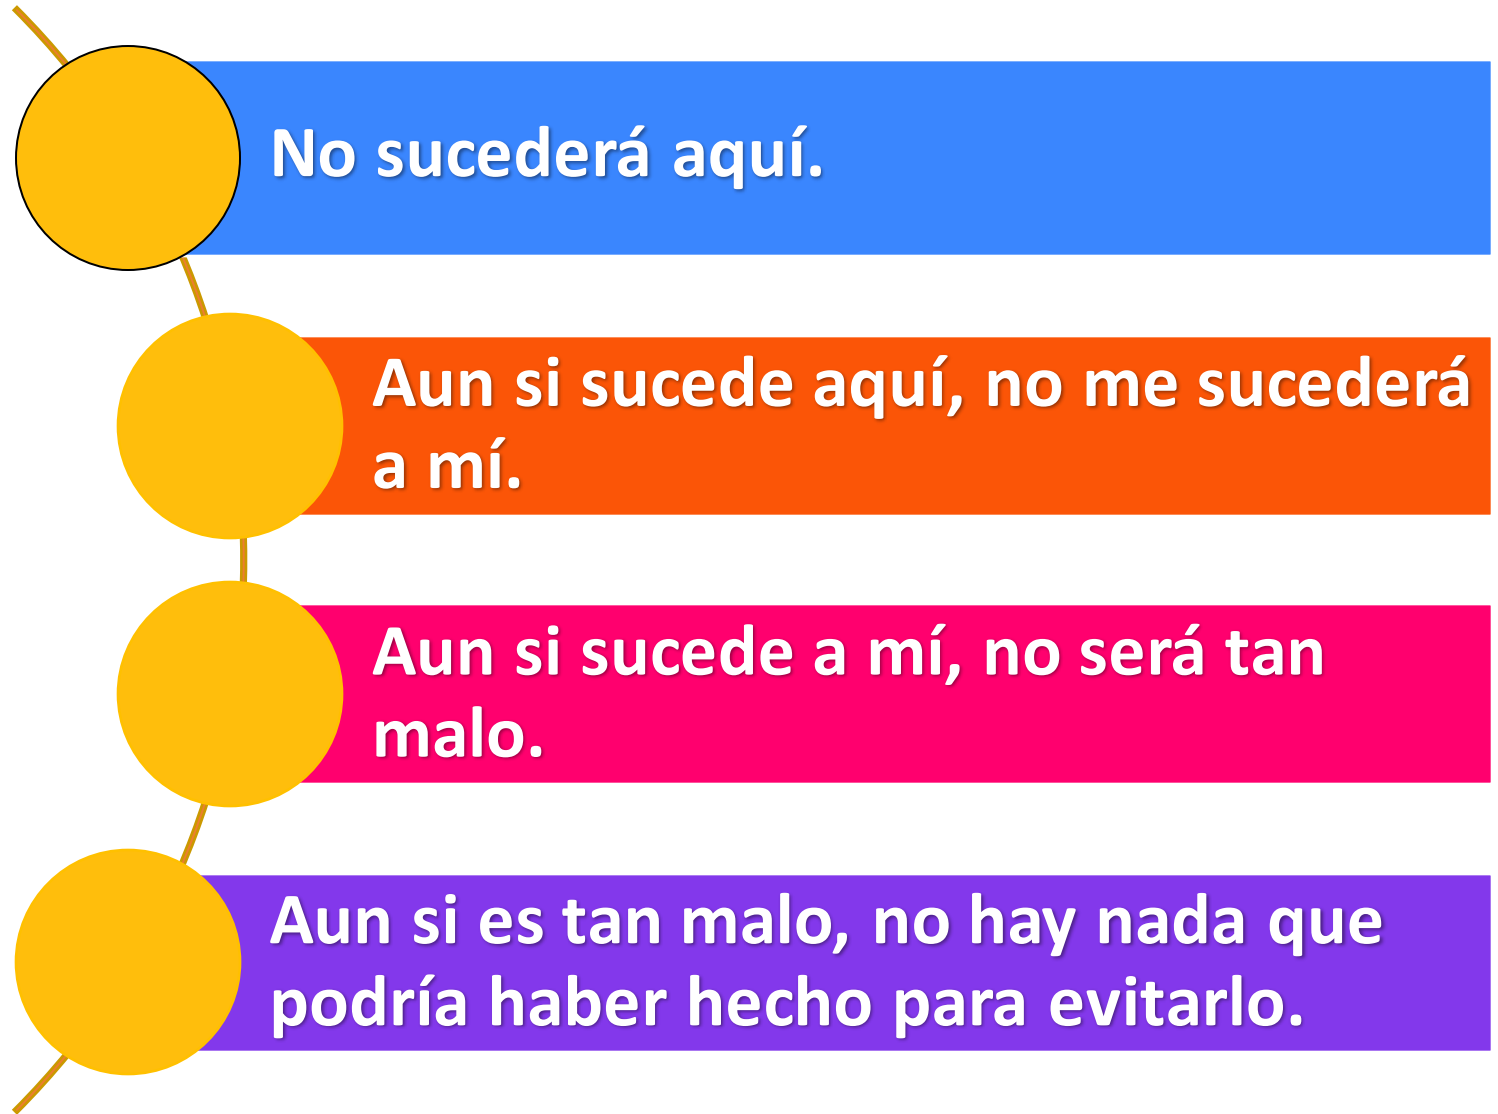 No sucederá aquí.
Aun si sucede aquí, no me sucederá
a mí.
Aun si sucede a mí, no será tan
malo.
Aun si es tan malo, no hay nada que
podría haber hecho para evitarlo.